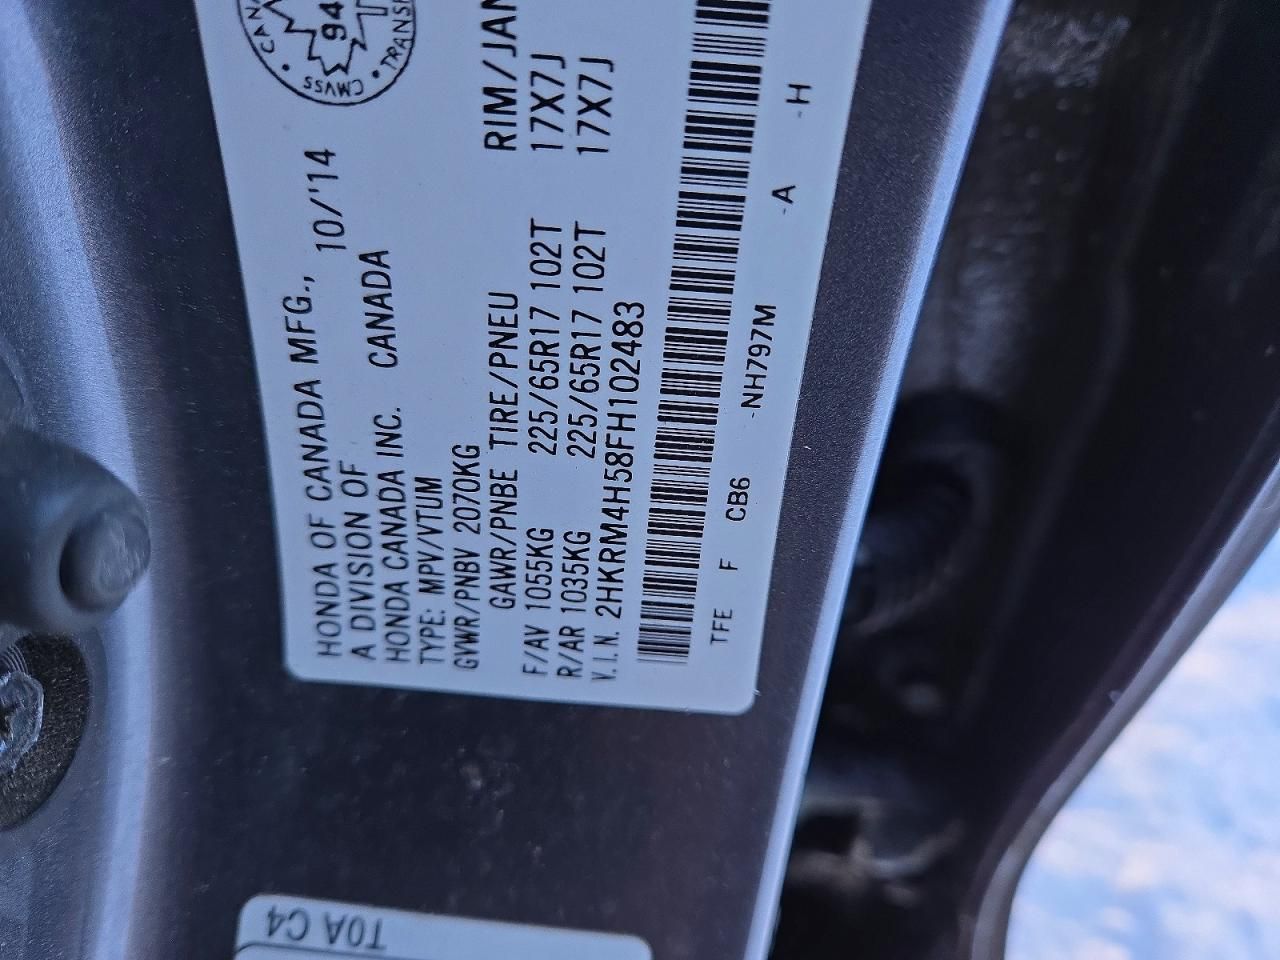 HONDA OF CANADA MFG., 10/'14
A DIVISION OF
HONDA CANADA INC. CANADA
TYPE: MPV/VTUM
GVWR/PNBV 2070KG
GAWR/PNBE TIRE/PNEU RIM/JAN
F/AV 1055KG 225/65R17 102T 17X7J
R/AR 1035KG 225/65R17 102T 17X7J
V.I.N. 2HKRM4H58FH102483
TFE F CB6 -NH797M -A -H
94
CMVSS
T0A C4